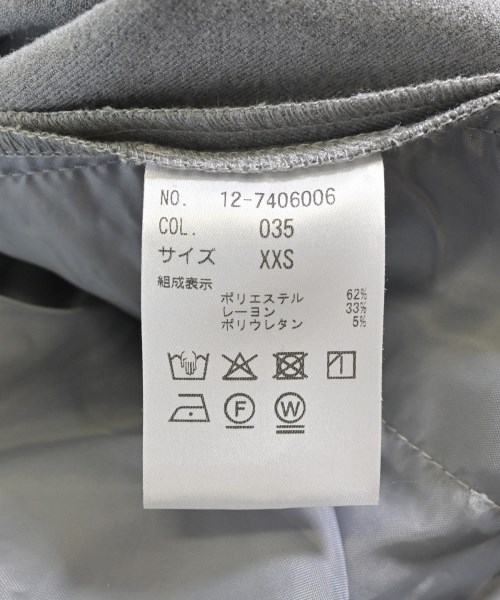 NO. 12-7406006
COL. 035
サイズ XXS
組成表示
ポリエステル 62%
レーヨン 33%
ポリウレタン 5%
F W